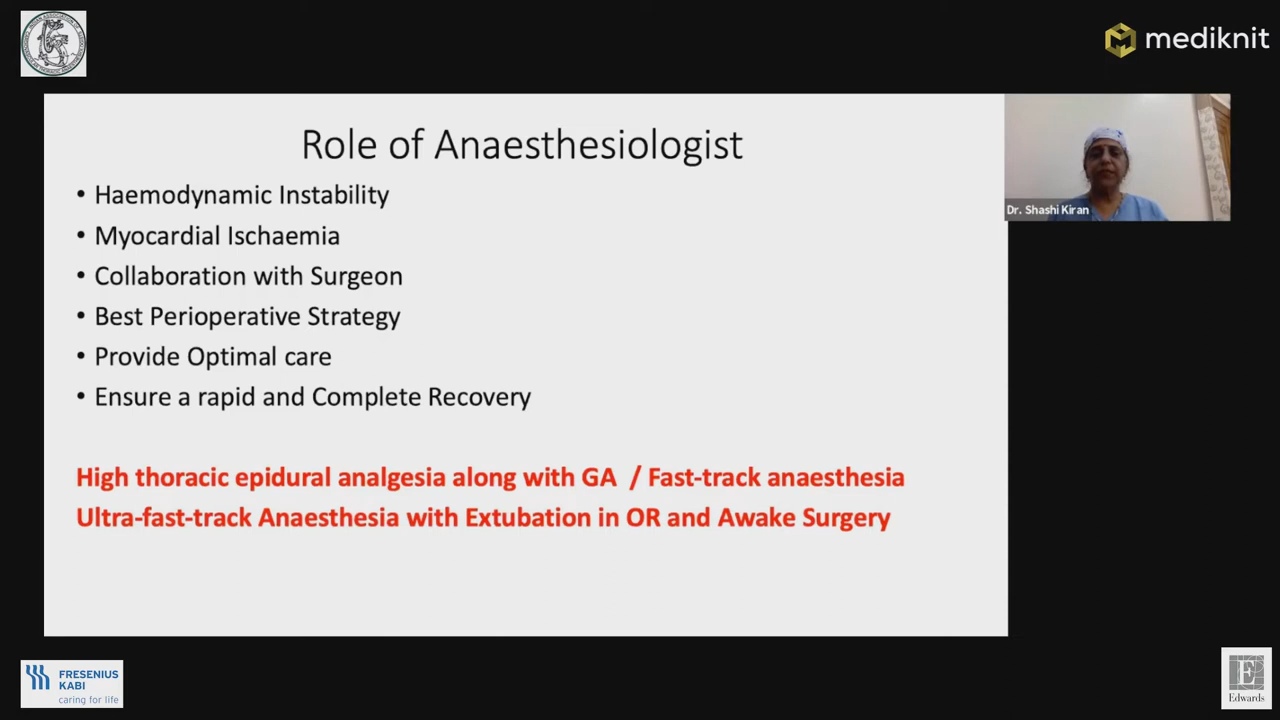 mediknit
Role of Anaesthesiologist
• Haemodynamic Instability
• Myocardial Ischaemia
• Collaboration with Surgeon
• Best Perioperative Strategy
• Provide Optimal care
• Ensure a rapid and Complete Recovery
High thoracic epidural analgesia along with GA / Fast-track anaesthesia
Ultra-fast-track Anaesthesia with Extubation in OR and Awake Surgery
Dr. Shashi Kiran
FRESENIUS
KABI
caring for life
Edwards